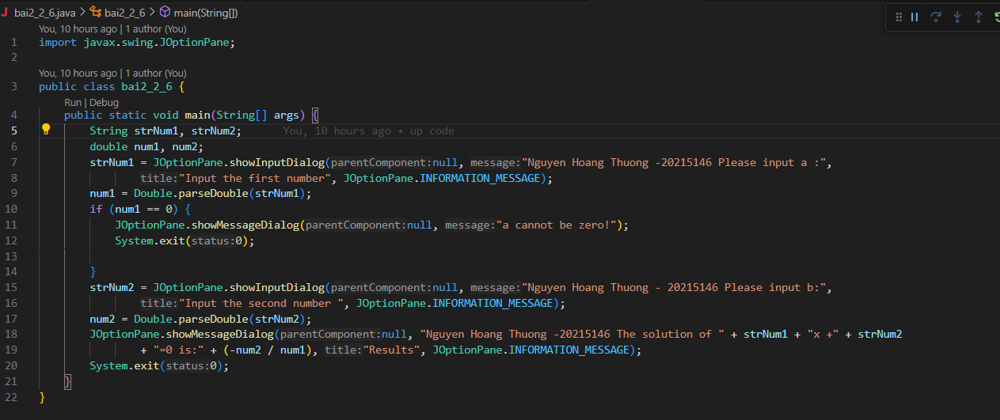 J bai2_2_6.java > bai2_2_6 > main(String[])
You, 10 hours ago | 1 author (You)
1 import javax.swing.JOptionPane;
2
You, 10 hours ago | 1 author (You)
3 public class bai2_2_6 {
Run | Debug
4 public static void main(String[] args) {
5 String strNum1, strNum2; You, 10 hours ago • up code
6 double num1, num2;
7 strNum1 = JOptionPane.showInputDialog(parentComponent:null, message:"Nguyen Hoang Thuong -20215146 Please input a :",
8 title:"Input the first number", JOptionPane.INFORMATION_MESSAGE);
9 num1 = Double.parseDouble(strNum1);
10 if (num1 == 0) {
11 JOptionPane.showMessageDialog(parentComponent:null, message:"a cannot be zero!");
12 System.exit(status:0);
13
14 }
15 strNum2 = JOptionPane.showInputDialog(parentComponent:null, message:"Nguyen Hoang Thuong - 20215146 Please input b:",
16 title:"Input the second number ", JOptionPane.INFORMATION_MESSAGE);
17 num2 = Double.parseDouble(strNum2);
18 JOptionPane.showMessageDialog(parentComponent:null, "Nguyen Hoang Thuong -20215146 The solution of " + strNum1 + "x +" + strNum2
19 + "=0 is:" + (-num2 / num1), title:"Results", JOptionPane.INFORMATION_MESSAGE);
20 System.exit(status:0);
21 }
22 }